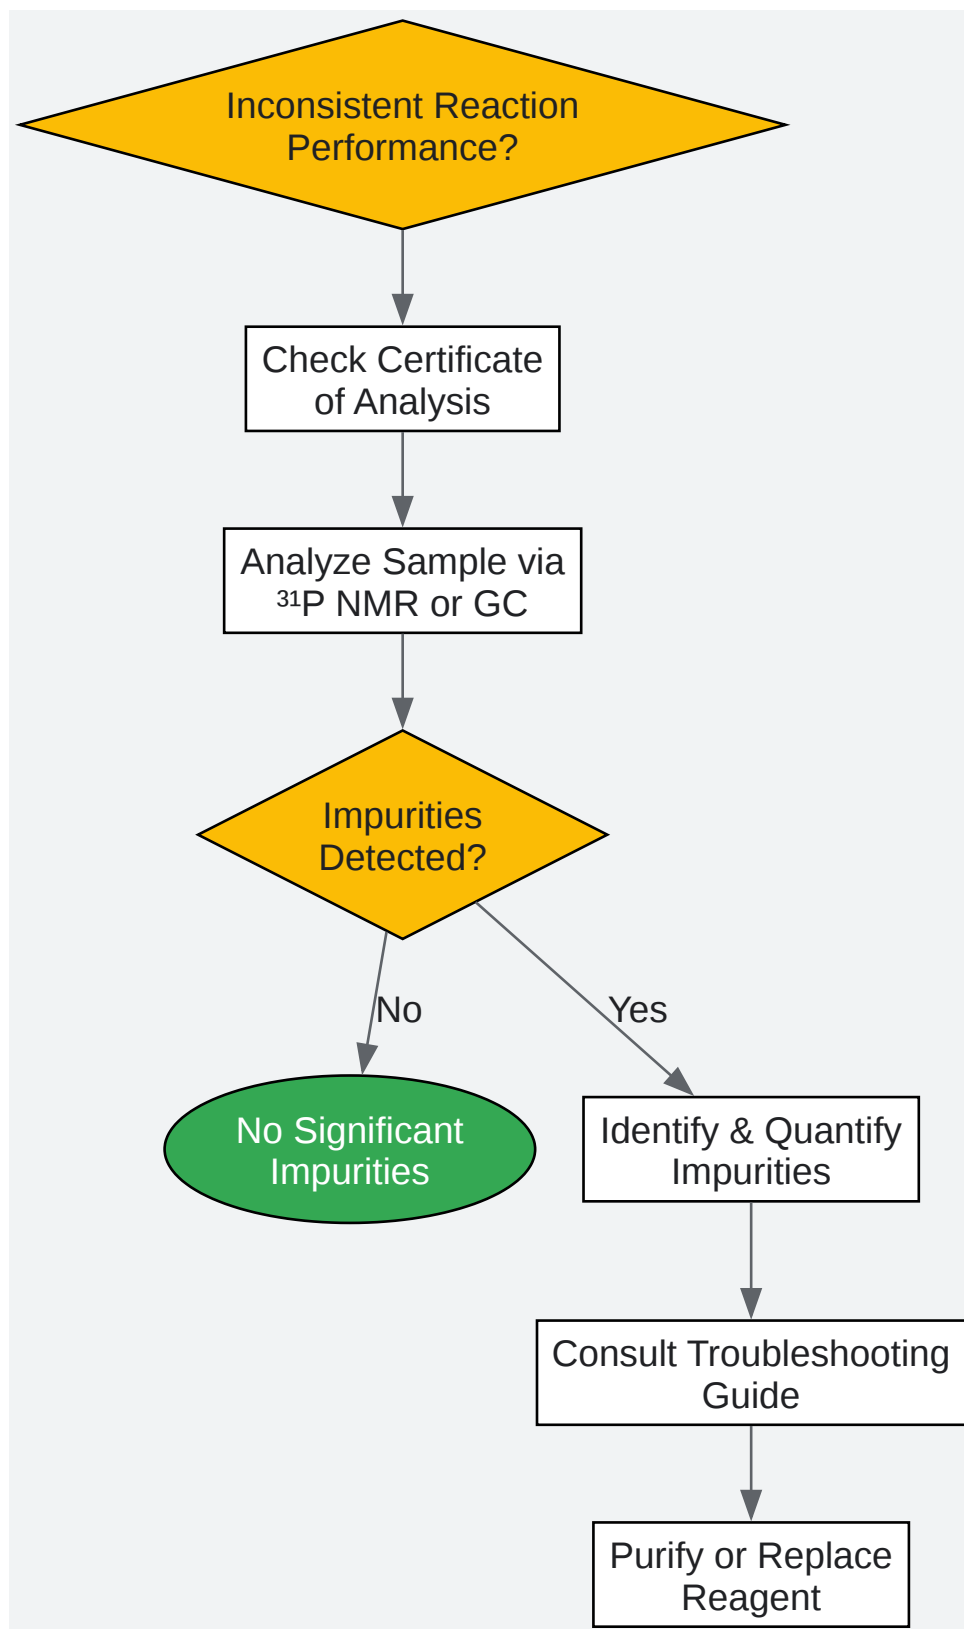 Inconsistent Reaction
Performance?
Check Certificate
of Analysis
Analyze Sample via
³¹P NMR or GC
Impurities
Detected?
No
Yes
No Significant
Impurities
Identify & Quantify
Impurities
Consult Troubleshooting
Guide
Purify or Replace
Reagent